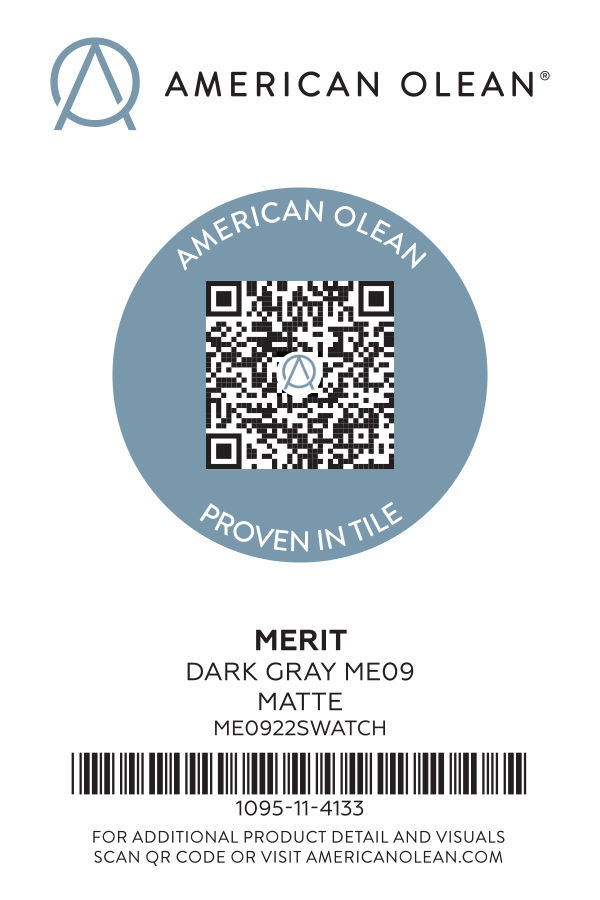 AMERICAN OLEAN®
AMERICAN OLEAN
PROVEN IN TILE
MERIT
DARK GRAY ME09
MATTE
ME0922SWATCH
1095-11-4133
FOR ADDITIONAL PRODUCT DETAIL AND VISUALS
SCAN QR CODE OR VISIT AMERICANOLEAN.COM